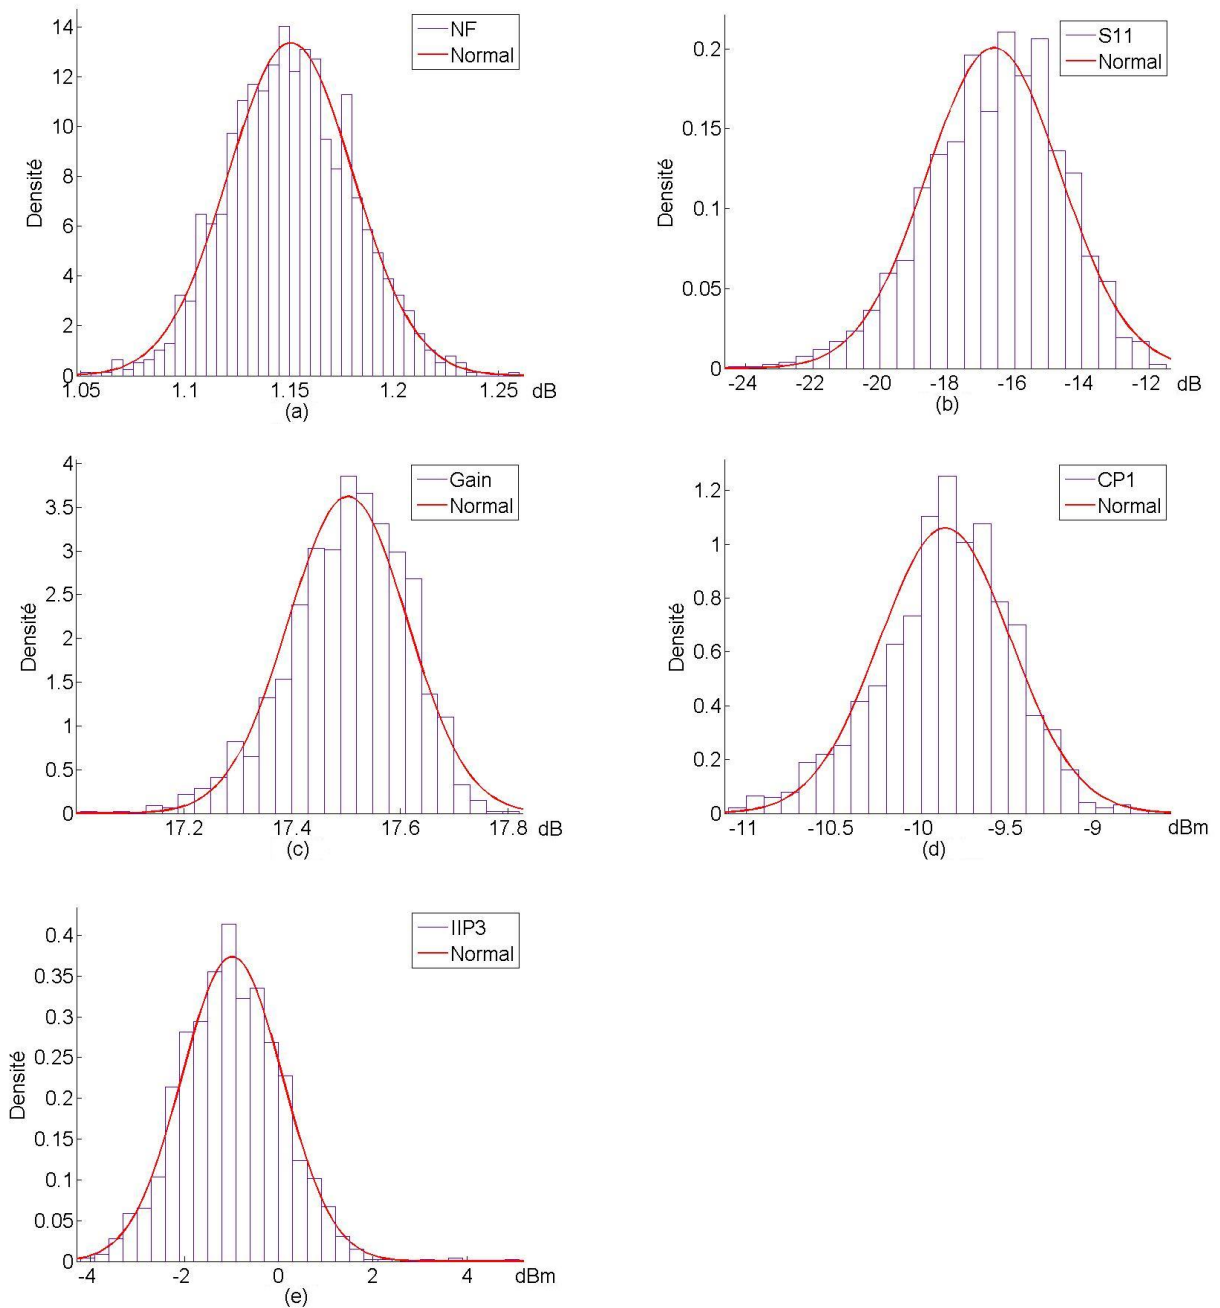 14
12
10
8
6
4
2
0
Densité
NF
Normal
1.05 1.1 1.15 1.2 1.25 dB
(a)
0.2
0.15
0.1
0.05
0
Densité
S11
Normal
-24 -22 -20 -18 -16 -14 -12 dB
(b)
4
3.5
3
2.5
2
1.5
1
0.5
0
Densité
Gain
Normal
17.2 17.4 17.6 17.8 dB
(c)
1.2
1
0.8
0.6
0.4
0.2
0
Densité
CP1
Normal
-11 -10.5 -10 -9.5 -9 dBm
(d)
0.4
0.35
0.3
0.25
0.2
0.15
0.1
0.05
0
Densité
IIP3
Normal
-4 -2 0 2 4 dBm
(e)